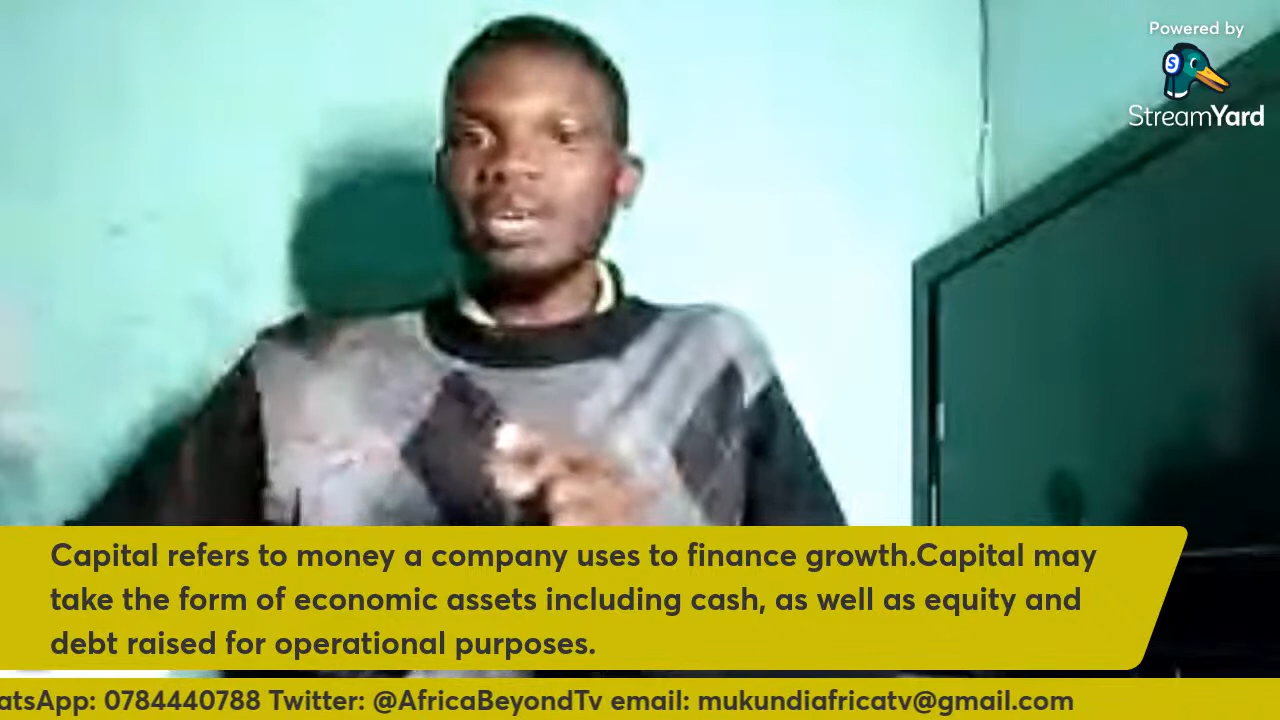 Powered by
S
StreamYard
Capital refers to money a company uses to finance growth.Capital may
take the form of economic assets including cash, as well as equity and
debt raised for operational purposes.
atsApp: 0784440788 Twitter: @AfricaBeyondTv email: mukundiafricatv@gmail.com